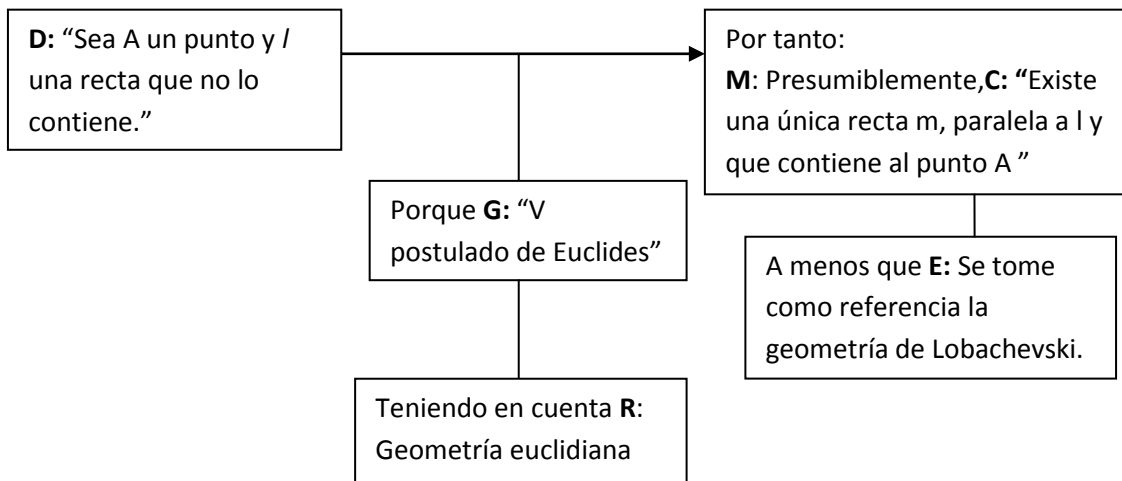 D: “Sea A un punto y l
una recta que no lo
contiene.”
Por tanto:
M: Presumiblemente,C: “Existe
una única recta m, paralela a l y
que contiene al punto A ”
Porque G: “V
postulado de Euclides”
A menos que E: Se tome
como referencia la
geometría de Lobachevski.
Teniendo en cuenta R:
Geometría euclidiana